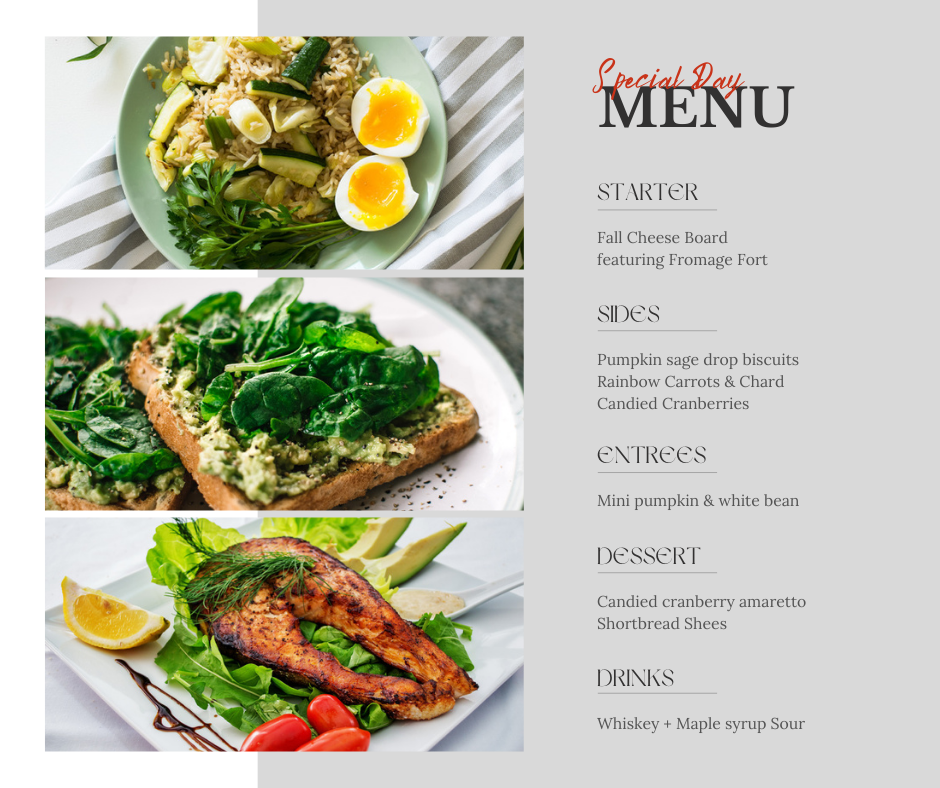 Special Day
MENU
STARTER
Fall Cheese Board
featuring Fromage Fort
SIDES
Pumpkin sage drop biscuits
Rainbow Carrots & Chard
Candied Cranberries
ENTREES
Mini pumpkin & white bean
DESSERT
Candied cranberry amaretto
Shortbread Shees
DRINKS
Whiskey + Maple syrup Sour